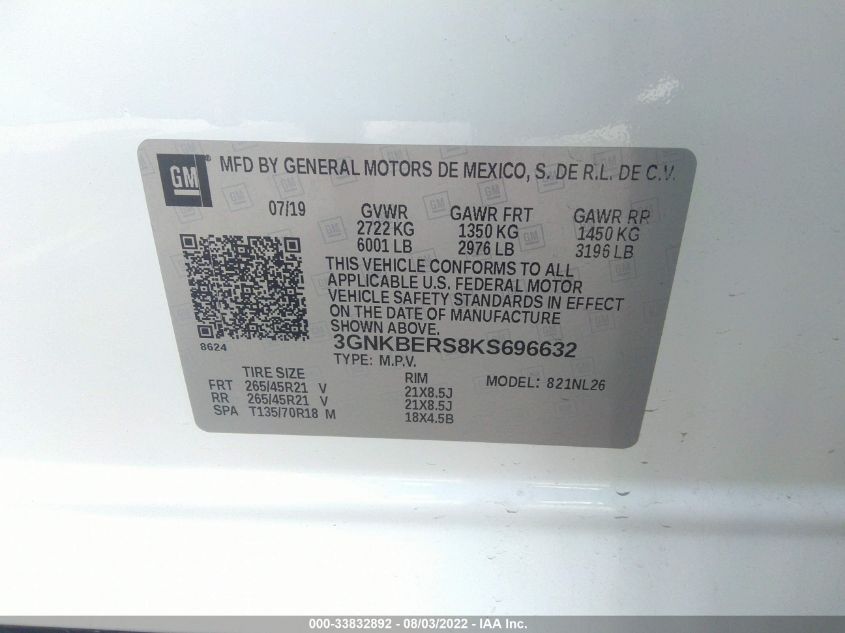 GM ® MFD BY GENERAL MOTORS DE MEXICO, S. DE R.L. DE C.V.
07/19 GVWR GAWR FRT GAWR RR
2722 KG 1350 KG 1450 KG
6001 LB 2976 LB 3196 LB
THIS VEHICLE CONFORMS TO ALL
APPLICABLE U.S. FEDERAL MOTOR
VEHICLE SAFETY STANDARDS IN EFFECT
ON THE DATE OF MANUFACTURE
SHOWN ABOVE.
8624 3GNKBERS8KS696632
TYPE: M.P.V.
TIRE SIZE RIM MODEL: 821NL26
FRT 265/45R21 V 21X8.5J
RR 265/45R21 V 21X8.5J
SPA T135/70R18 M 18X4.5B
000-33832892 - 08/03/2022 - IAA Inc.